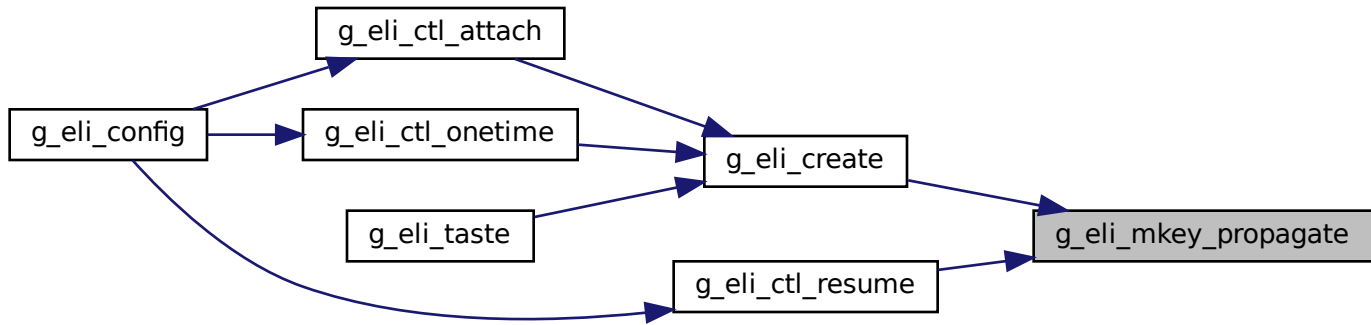 g_eli_ctl_attach
g_eli_config
g_eli_ctl_onetime
g_eli_create
g_eli_taste
g_eli_mkey_propagate
g_eli_ctl_resume